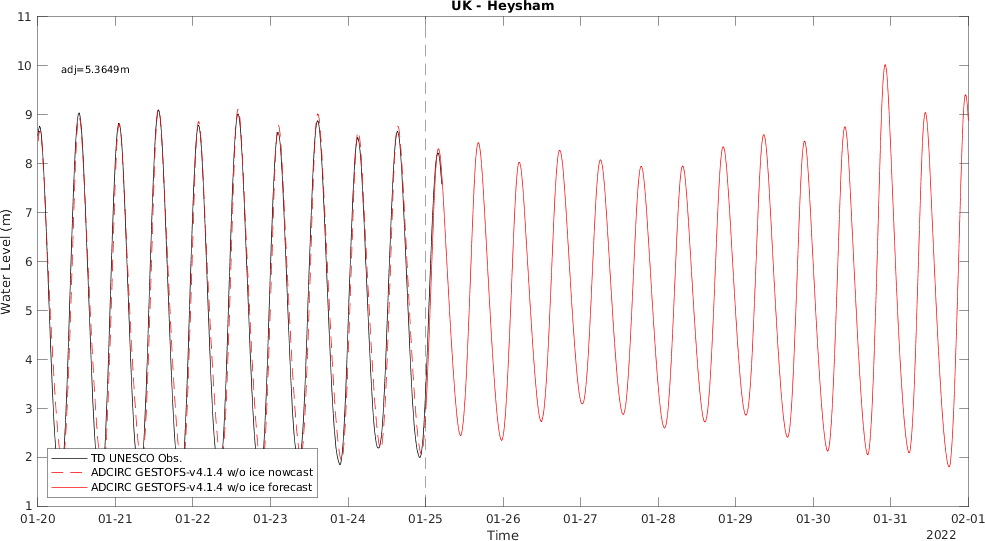 UK - Heysham
11
10
9
8
7
6
5
4
3
2
1
Water Level (m)
adj=5.3649m
TD UNESCO Obs.
ADCIRC GESTOFS-v4.1.4 w/o ice nowcast
ADCIRC GESTOFS-v4.1.4 w/o ice forecast
01-20 01-21 01-22 01-23 01-24 01-25 01-26 01-27 01-28 01-29 01-30 01-31 02-01
Time
2022